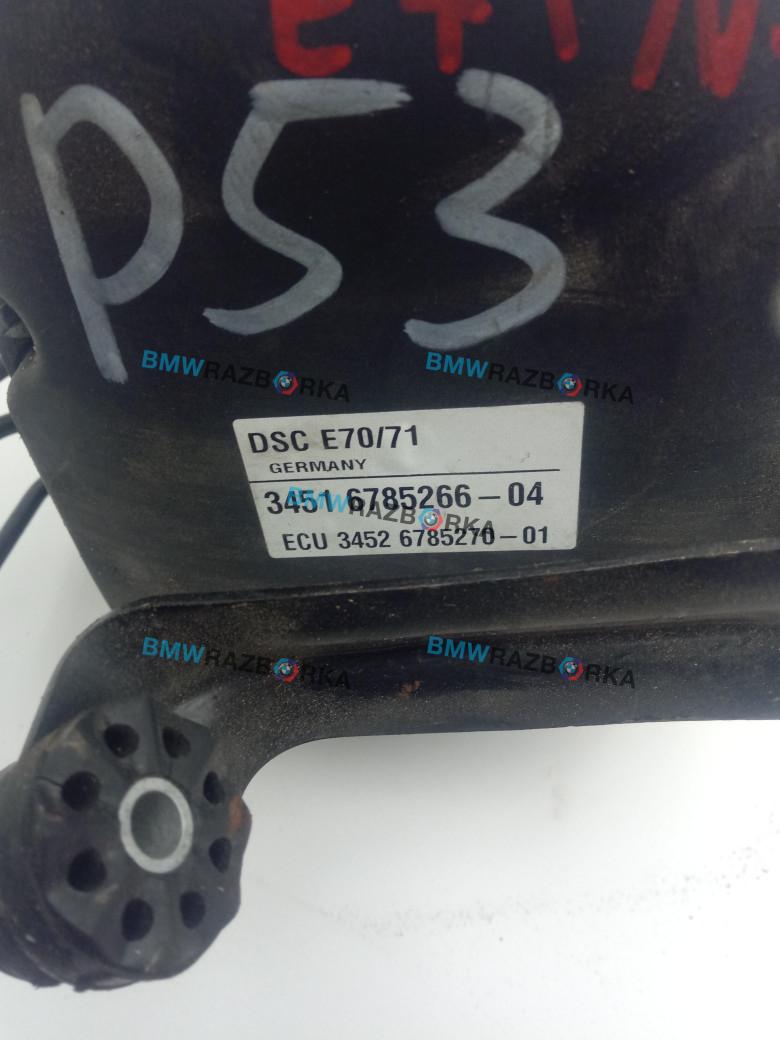 P53
BMWRAZBORKA BMWRAZBORKA
DSC E70/71
GERMANY
3451 6785266-04
BMWRAZBORKA
ECU 3452 6785270-01
BMWRAZBORKA BMWRAZBORKA